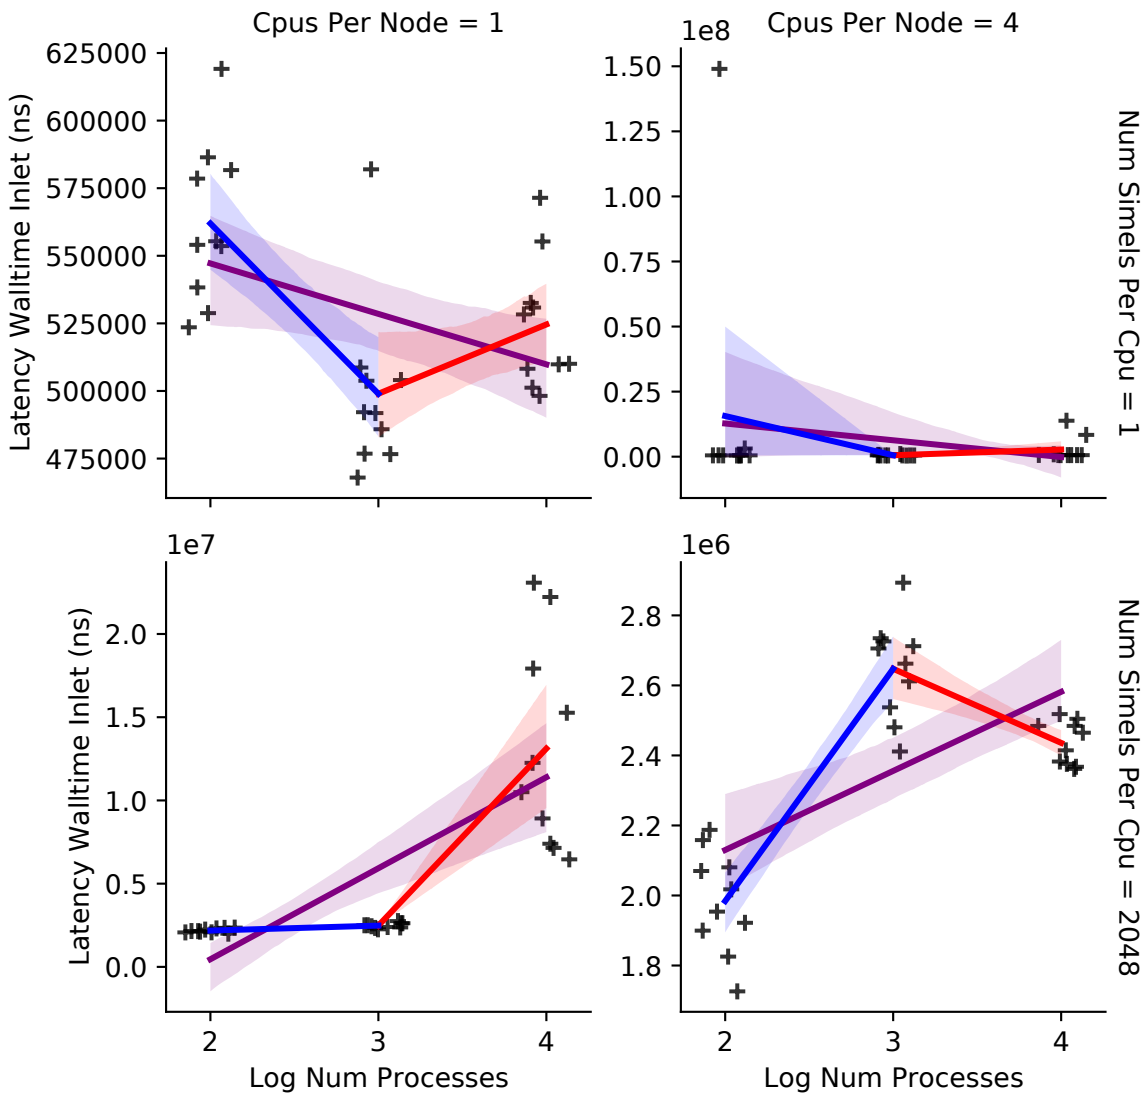 Cpus Per Node = 1
Cpus Per Node = 4
1e8
625000
600000
575000
550000
525000
500000
475000
Latency Walltime Inlet (ns)
1.50
1.25
1.00
0.75
0.50
0.25
0.00
Num Simels Per Cpu = 1
1e7
2.0
1.5
1.0
0.5
0.0
Latency Walltime Inlet (ns)
2
3
4
Log Num Processes
1e6
2.8
2.6
2.4
2.2
2.0
1.8
2
3
4
Log Num Processes
Num Simels Per Cpu = 2048